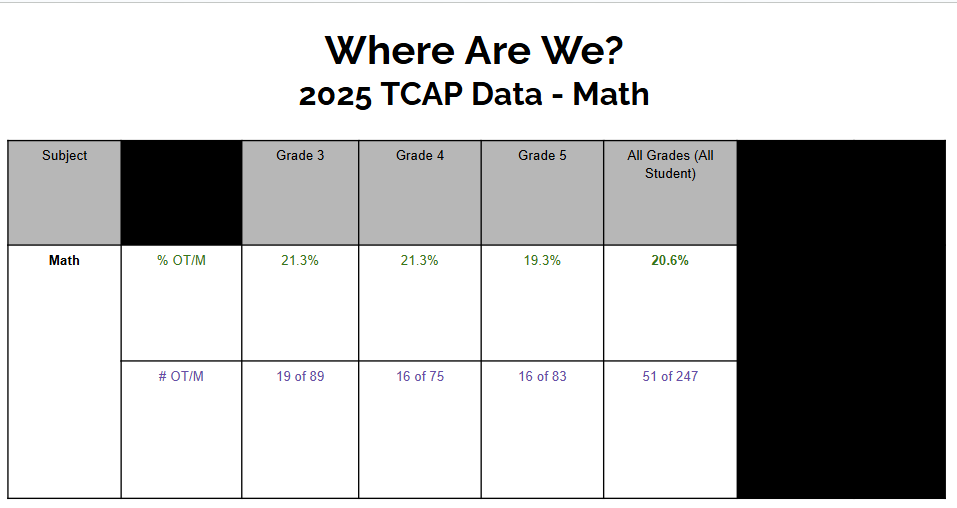 Where Are We?
2025 TCAP Data - Math
Subject
Grade 3
Grade 4
Grade 5
All Grades (All
Student)
Math
% OT/M
21.3%
21.3%
19.3%
20.6%
# OT/M
19 of 89
16 of 75
16 of 83
51 of 247